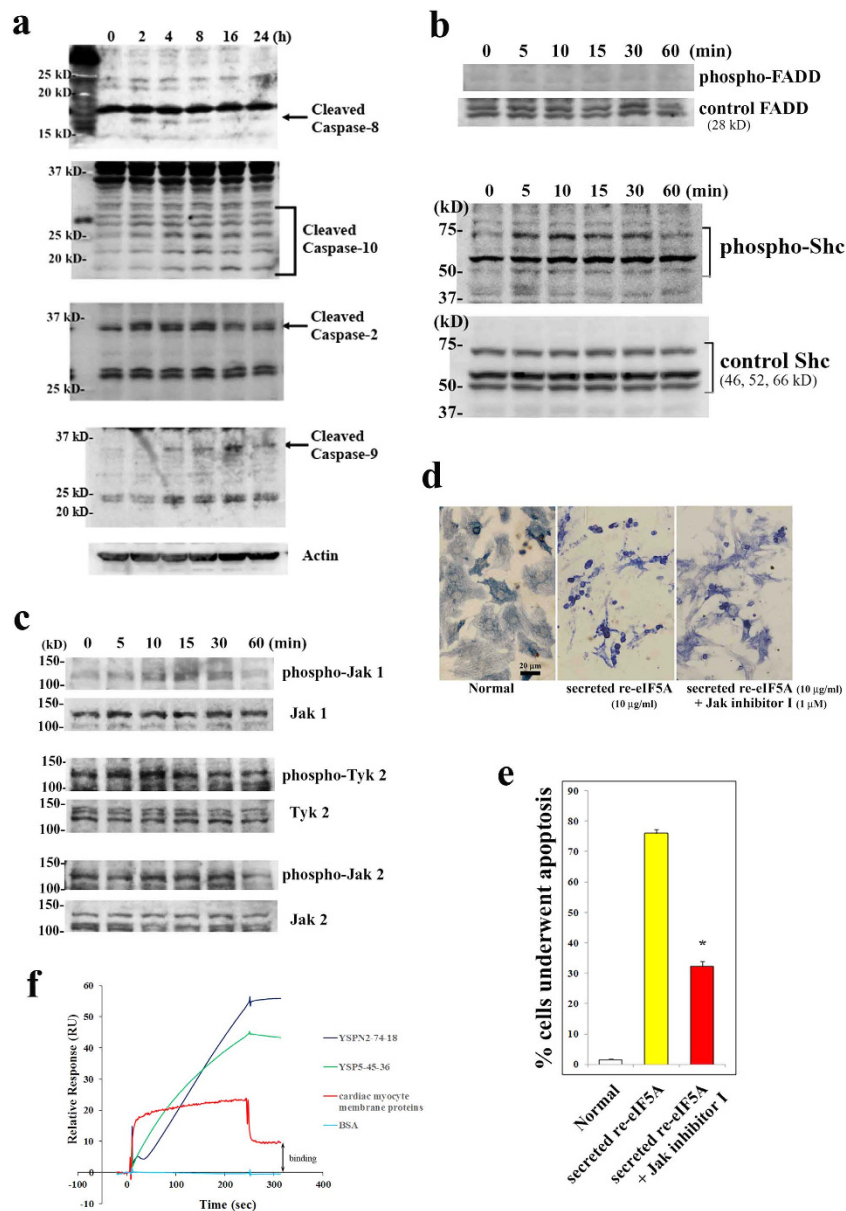 a
0 2 4 8 16 24 (h)
25 kD-
20 kD-
15 kD-
Cleaved
Caspase-8
37 kD-
25 kD-
20 kD-
Cleaved
Caspase-10
37 kD-
25 kD-
Cleaved
Caspase-2
37 kD-
25 kD-
20 kD-
Cleaved
Caspase-9
Actin
b
0 5 10 15 30 60 (min)
phospho-FADD
control FADD
(28 kD)
0 5 10 15 30 60 (min)
(kD)
75-
50-
37-
phospho-Shc
(kD)
75-
50-
37-
control Shc
(46, 52, 66 kD)
c
(kD) 0 5 10 15 30 60 (min)
150-
100-
phospho-Jak 1
150-
100-
Jak 1
150-
100-
phospho-Tyk 2
150-
100-
Tyk 2
150-
100-
phospho-Jak 2
150-
100-
Jak 2
d
20 µm
Normal
secreted re-eIF5A
(10 µg/ml)
secreted re-eIF5A (10 µg/ml)
+ Jak inhibitor I (1 µM)
e
% cells underwent apoptosis
90
80
70
60
50
40
30
20
10
0
*
Normal
secreted re-eIF5A
secreted re-eIF5A
+ Jak inhibitor I
f
Relative Response (RU)
60
50
40
30
20
10
0
-10
-100 0 100 200 300 400
Time (sec)
YSPN2-74-18
YSP5-45-36
cardiac myocyte
membrane proteins
BSA
binding